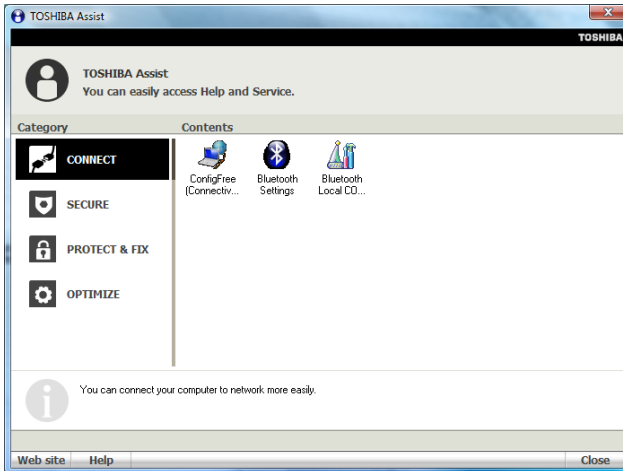 TOSHIBA Assist
TOSHIBA
TOSHIBA Assist
You can easily access Help and Service.
Category
Contents
CONNECT
SECURE
PROTECT & FIX
OPTIMIZE
ConfigFree
(Connectiv...
Bluetooth
Settings
Bluetooth
Local CO...
You can connect your computer to network more easily.
Web site
Help
Close